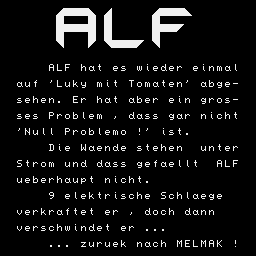 ALF
ALF hat es wieder einmal
auf 'Luky mit Tomaten' abge-
sehen. Er hat aber ein gros-
ses Problem , dass gar nicht
'Null Problemo !' ist.
Die Waende stehen  unter
Strom und dass gefaellt  ALF
ueberhaupt nicht.
9 elektrische Schlaege
verkraftet er , doch dann
verschwindet er ...
... zuruek nach MELMAK !